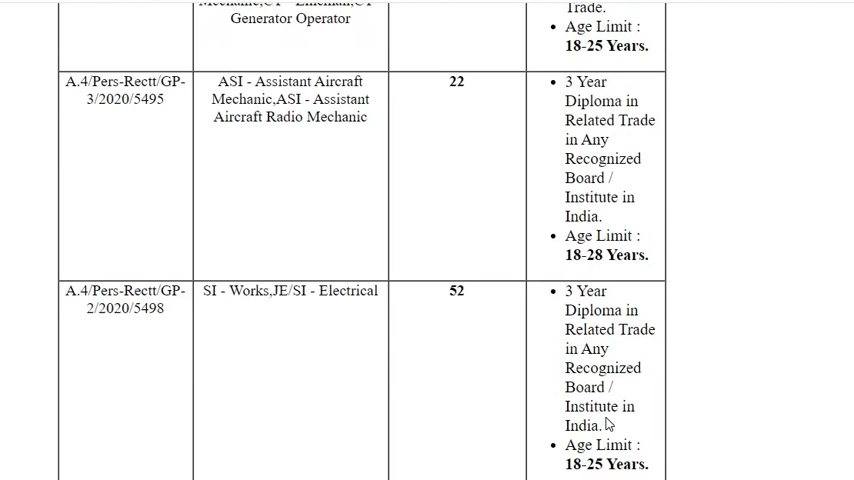 Trade.
Generator Operator
Age Limit :
18-25 Years.
A.4/Pers-Rectt/GP-
3/2020/5495
ASI - Assistant Aircraft
Mechanic,ASI - Assistant
Aircraft Radio Mechanic
22
3 Year
Diploma in
Related Trade
in Any
Recognized
Board /
Institute in
India.
Age Limit :
18-28 Years.
A.4/Pers-Rectt/GP-
2/2020/5498
SI - Works,JE/SI - Electrical
52
3 Year
Diploma in
Related Trade
in Any
Recognized
Board /
Institute in
India.
Age Limit :
18-25 Years.